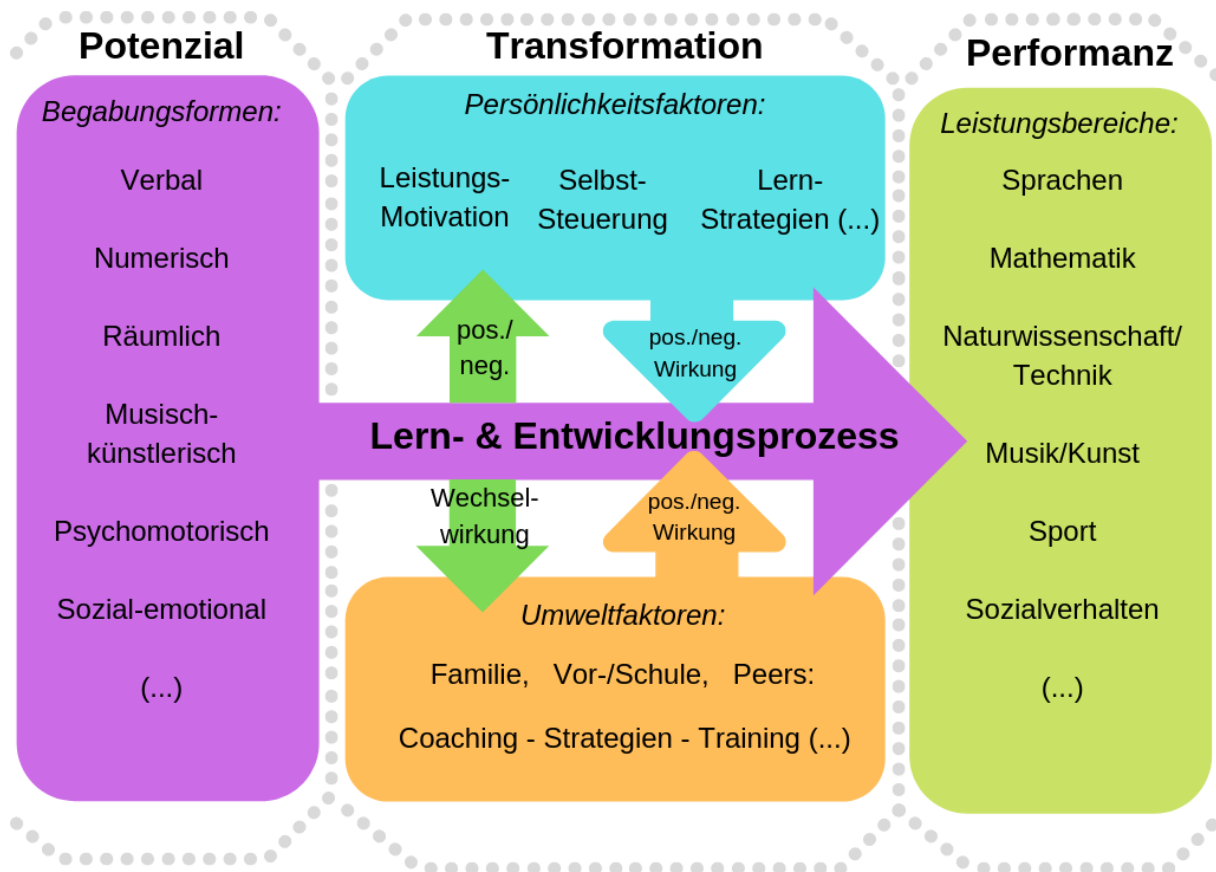 Potenzial
Begabungsformen:
Verbal
Numerisch
Räumlich
Musisch-
künstlerisch
Psychomotorisch
Sozial-emotional
(...)
Transformation
Persönlichkeitsfaktoren:
Leistungs-
Motivation
Selbst-
Steuerung
Lern-
Strategien (...)
pos./
neg.
pos./neg.
Wirkung
Lern- & Entwicklungsprozess
Wechsel-
wirkung
pos./neg.
Wirkung
Umweltfaktoren:
Familie, Vor-/Schule, Peers:
Coaching - Strategien - Training (...)
Performanz
Leistungsbereiche:
Sprachen
Mathematik
Naturwissenschaft/
Technik
Musik/Kunst
Sport
Sozialverhalten
(...)